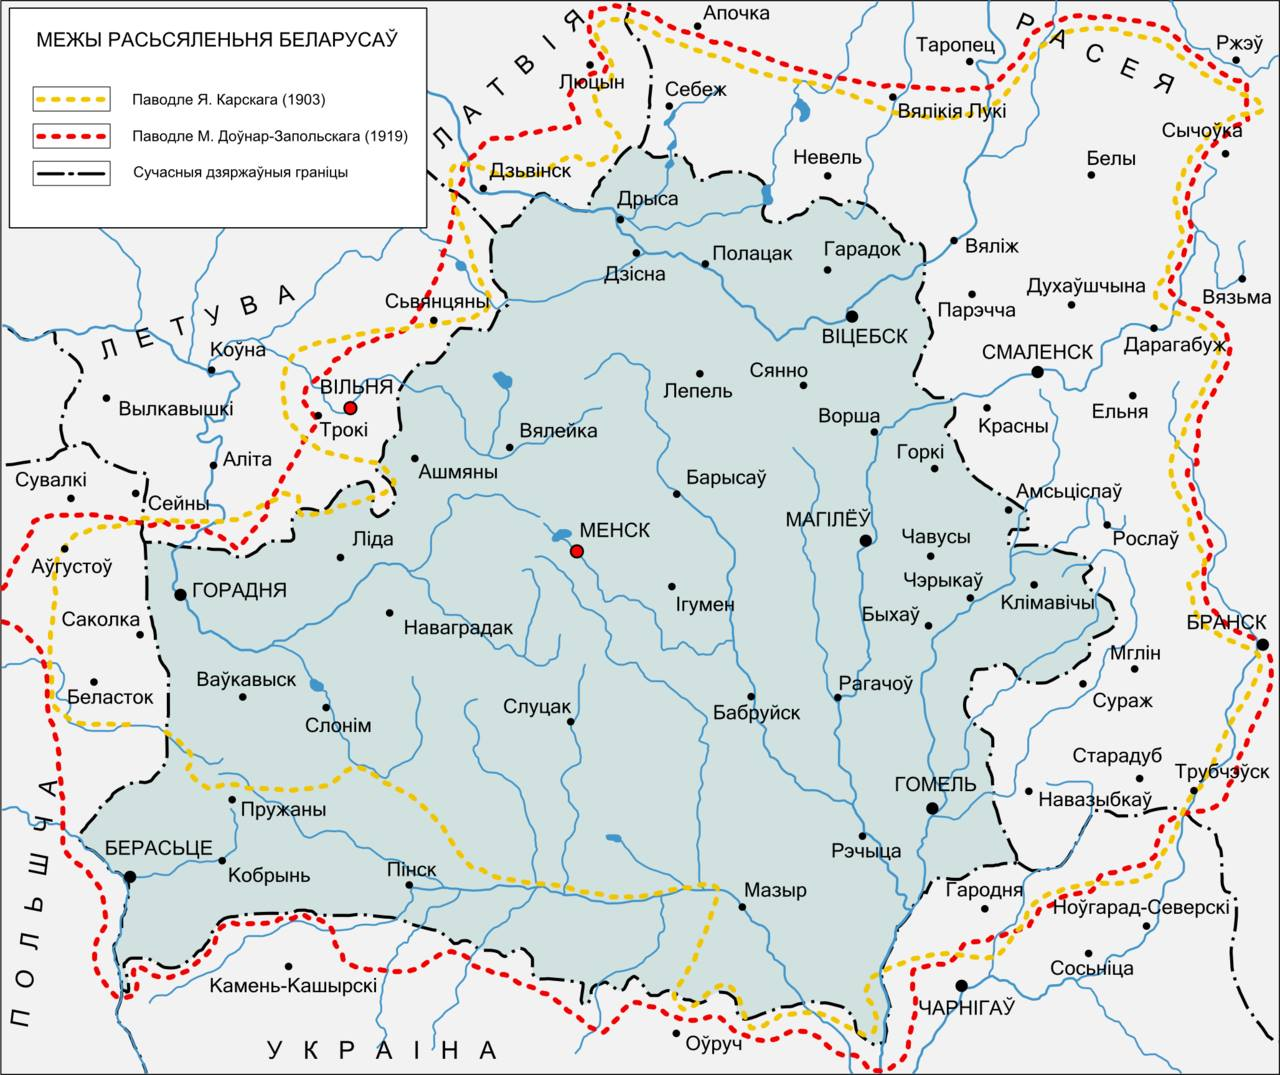 МЕЖЫ РАСЬСЯЛЕНЬНЯ БЕЛАРУСАЎ
Паводле Я. Карскага (1903)
Паводле М. Доўнар-Запольскага (1919)
Сучасныя дзяржаўныя граніцы
ЛАТВІЯ
РАСЕЯ
ЛЕТУВА
ПОЛЬШЧА
УКРАІНА
Апочка
Таропец
Ржэў
Люцын
Себеж
Вялікія Лукі
Сычоўка
Дзьвінск
Невель
Белы
Дрыса
Полацак
Гарадок
Вяліж
Дзісна
Духаўшчына
Вязьма
Сьвянцяны
Парэчча
ВІЦЕБСК
Дарагабуж
Коўна
СМАЛЕНСК
ВІЛЬНЯ
Лепель
Сянно
Вылкавышкі
Трокі
Ворша
Красны
Ельня
Вялейка
Аліта
Ашмяны
Горкі
Сувалкі
Сейны
Барысаў
Амсьціслаў
МЕНСК
МАГІЛЁЎ
Чавусы
Рослаў
Ліда
Аўгустоў
ГОРАДНЯ
Чэрыкаў
Клімавічы
Ігумен
Быхаў
Саколка
Наваградак
БРАНСК
Мглін
Беласток
Ваўкавыск
Слонім
Слуцак
Бабруйск
Рагачоў
Сураж
Старадуб
Трубчэўск
ГОМЕЛЬ
Навазыбкаў
Пружаны
БЕРАСЬЦЕ
Кобрынь
Пінск
Рэчыца
Мазыр
Гародня
Ноўгарад-Северскі
Сосьніца
Камень-Кашырскі
ЧАРНІГАЎ
Оўруч